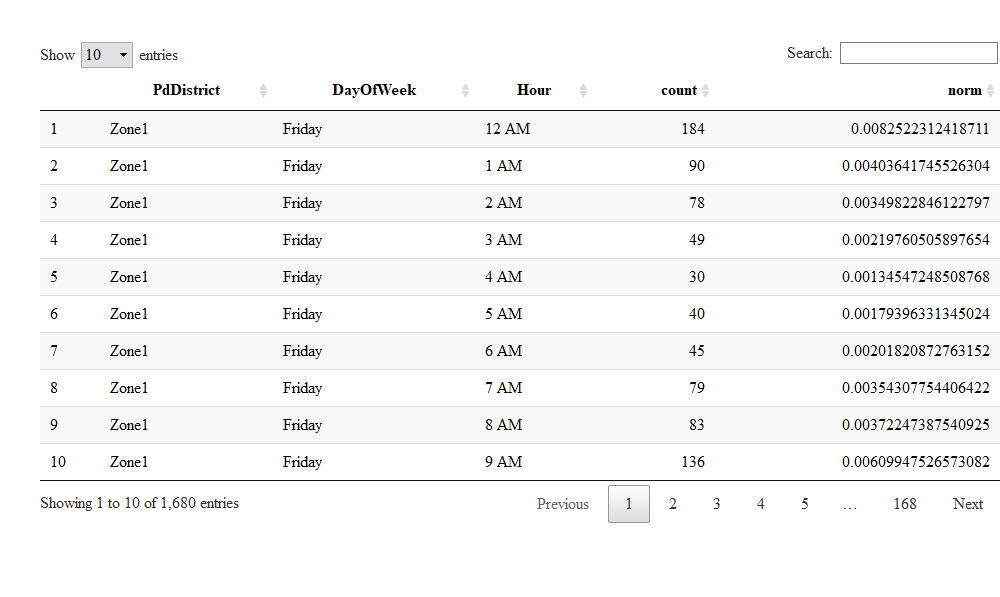 Show 10 entries Search:
PdDistrict DayOfWeek Hour count norm
1 Zone1 Friday 12 AM 184 0.0082522312418711
2 Zone1 Friday 1 AM 90 0.00403641745526304
3 Zone1 Friday 2 AM 78 0.00349822846122797
4 Zone1 Friday 3 AM 49 0.00219760505897654
5 Zone1 Friday 4 AM 30 0.00134547248508768
6 Zone1 Friday 5 AM 40 0.00179396331345024
7 Zone1 Friday 6 AM 45 0.00201820872763152
8 Zone1 Friday 7 AM 79 0.00354307754406422
9 Zone1 Friday 8 AM 83 0.00372247387540925
10 Zone1 Friday 9 AM 136 0.00609947526573082
Showing 1 to 10 of 1,680 entries Previous 1 2 3 4 5 … 168 Next